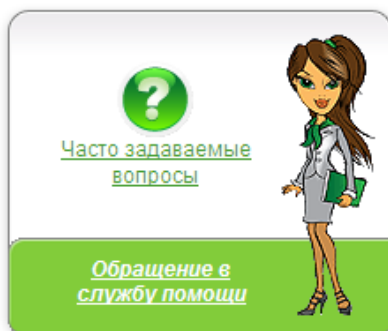 ?
Часто задаваемые
вопросы
Обращение в
службу помощи